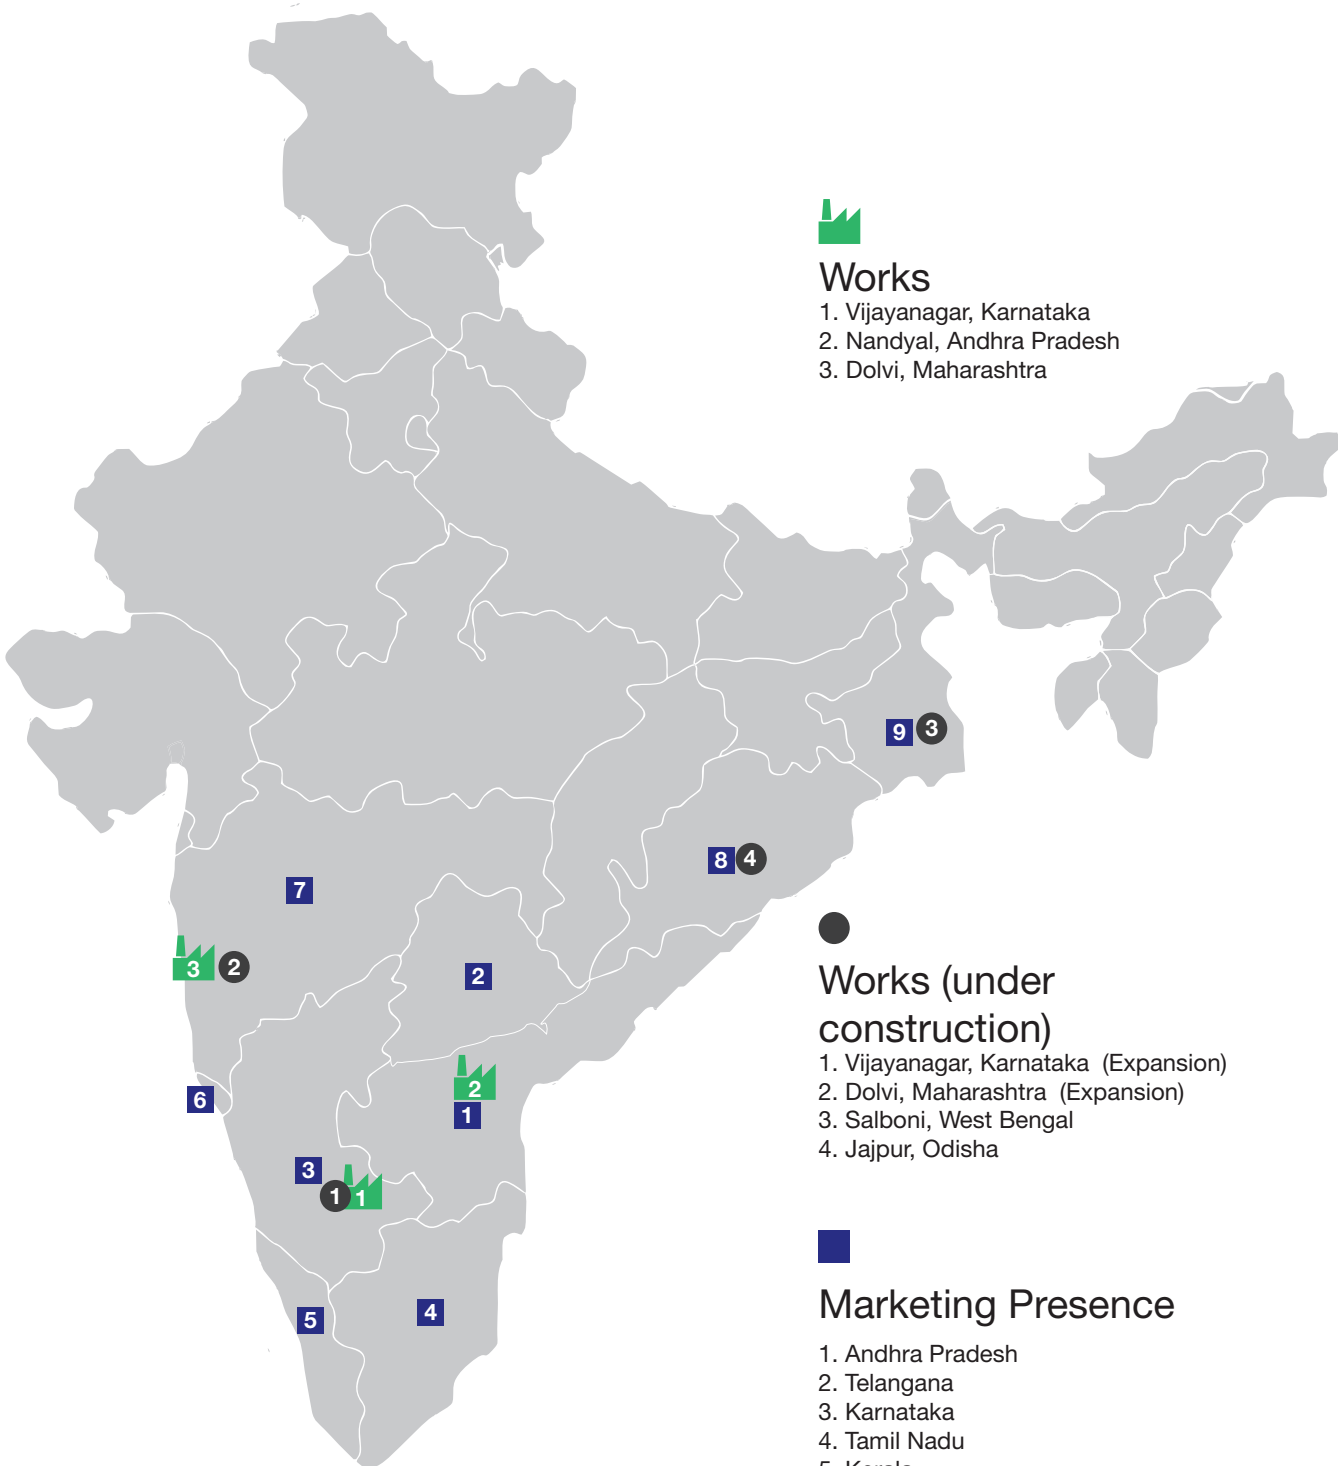 Works
1. Vijayanagar, Karnataka
2. Nandyal, Andhra Pradesh
3. Dolvi, Maharashtra
9 3
8 4
7
3 2
2
6
2
1
3
1 1
5
4
Works (under
construction)
1. Vijayanagar, Karnataka (Expansion)
2. Dolvi, Maharashtra (Expansion)
3. Salboni, West Bengal
4. Jajpur, Odisha
Marketing Presence
1. Andhra Pradesh
2. Telangana
3. Karnataka
4. Tamil Nadu
5. Kerala